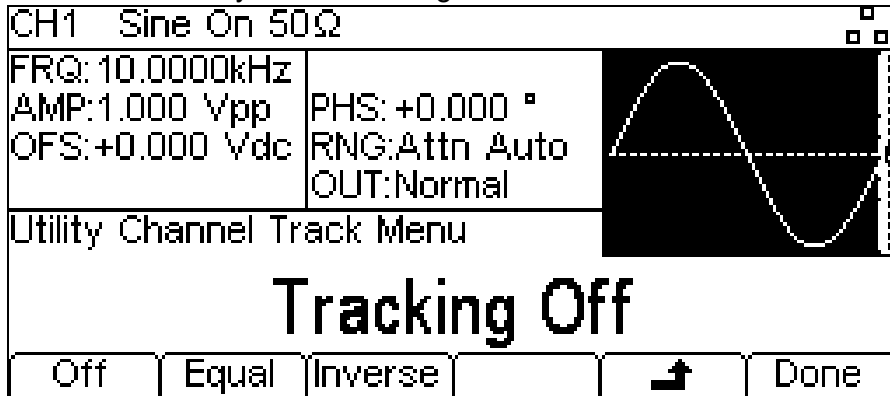 CH1 Sine On 50Ω
FRQ:10.0000kHz
AMP:1.000 Vpp
OFS:+0.000 Vdc
PHS:+0.000 °
RNG:Attn Auto
OUT:Normal
Utility Channel Track Menu
Tracking Off
Off Equal Inverse Done